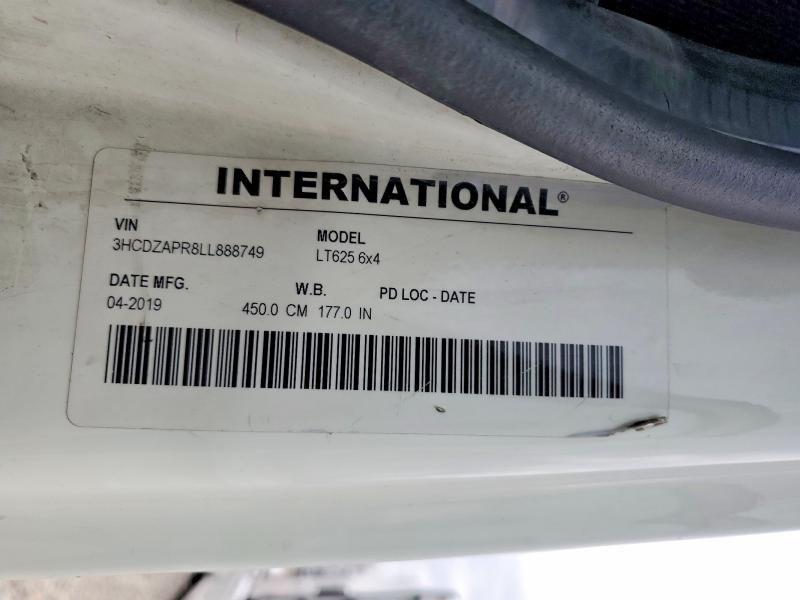 INTERNATIONAL®
VIN MODEL
3HCDZAPR8LL888749 LT625 6x4
DATE MFG. W.B. PD LOC - DATE
04-2019 450.0 CM 177.0 IN